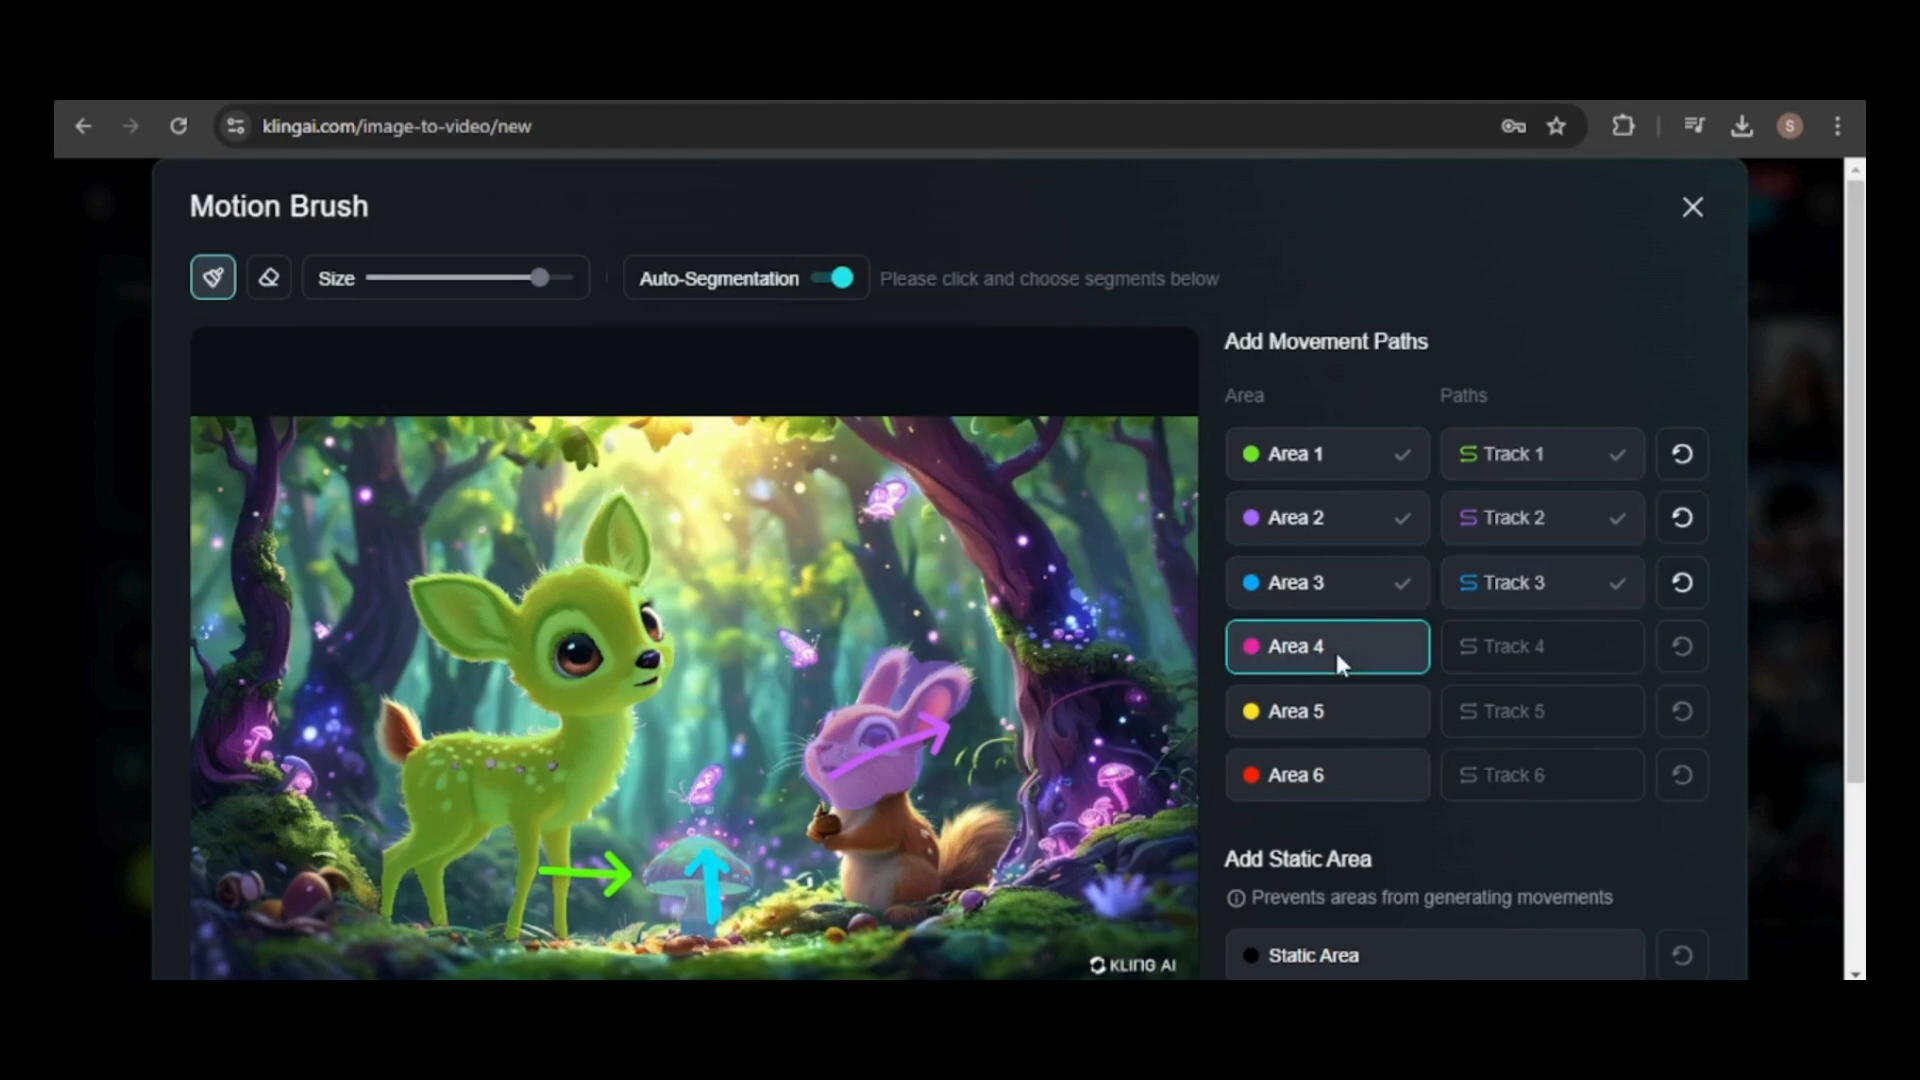 klingai.com/image-to-video/new
S
Motion Brush
Size
Auto-Segmentation
Please click and choose segments below
Add Movement Paths
Area Paths
Area 1 Track 1
Area 2 Track 2
Area 3 Track 3
Area 4 Track 4
Area 5 Track 5
Area 6 Track 6
Add Static Area
Prevents areas from generating movements
Static Area
KLING AI